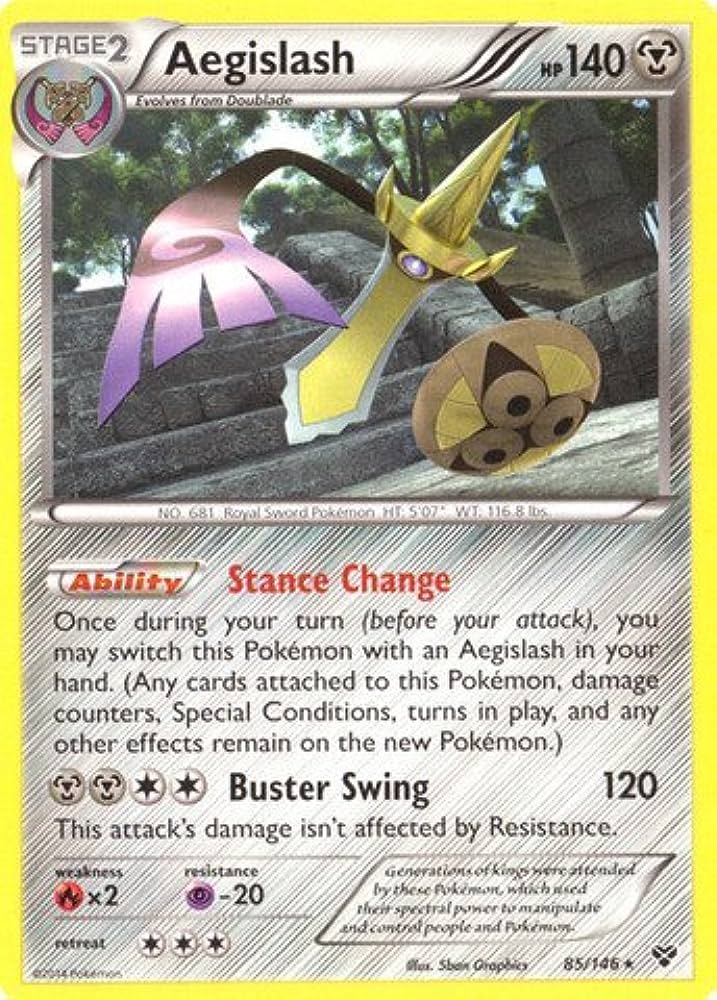 STAGE2 Aegislash HP140
Evolves from Doublade
NO. 681 Royal Sword Pokémon HT: 5'07" WT: 116.8 lbs.
Ability Stance Change
Once during your turn (before your attack), you
may switch this Pokémon with an Aegislash in your
hand. (Any cards attached to this Pokémon, damage
counters, Special Conditions, turns in play, and any
other effects remain on the new Pokémon.)
Buster Swing 120
This attack's damage isn't affected by Resistance.
weakness resistance
×2 -20
retreat
Generations of kings were attended
by these Pokémon, which used
their spectral power to manipulate
and control people and Pokémon.
©2014 Pokémon Illus. 5ban Graphics 85/146 ★